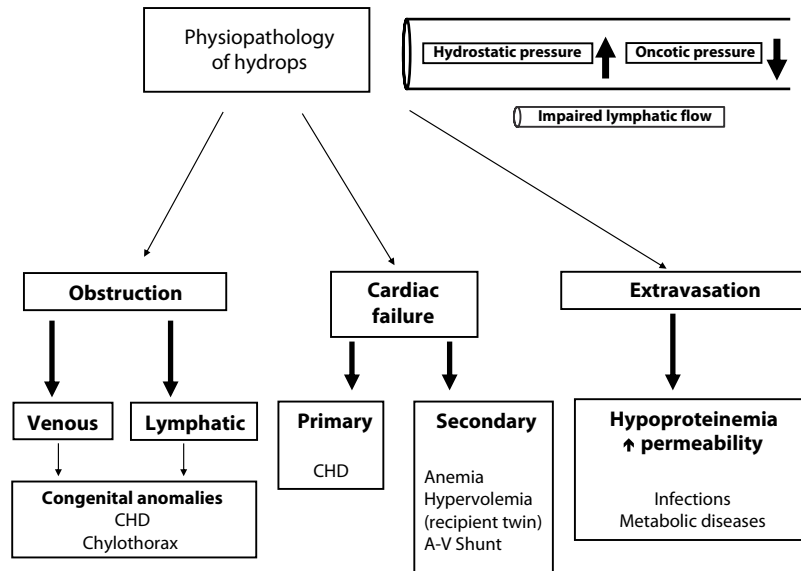 Physiopathology
of hydrops
Hydrostatic pressure
Oncotic pressure
Impaired lymphatic flow
Obstruction
Cardiac
failure
Extravasation
Venous
Lymphatic
Congenital anomalies
CHD
Chylothorax
Primary
CHD
Secondary
Anemia
Hypervolemia
(recipient twin)
A-V Shunt
Hypoproteinemia
↑ permeability
Infections
Metabolic diseases